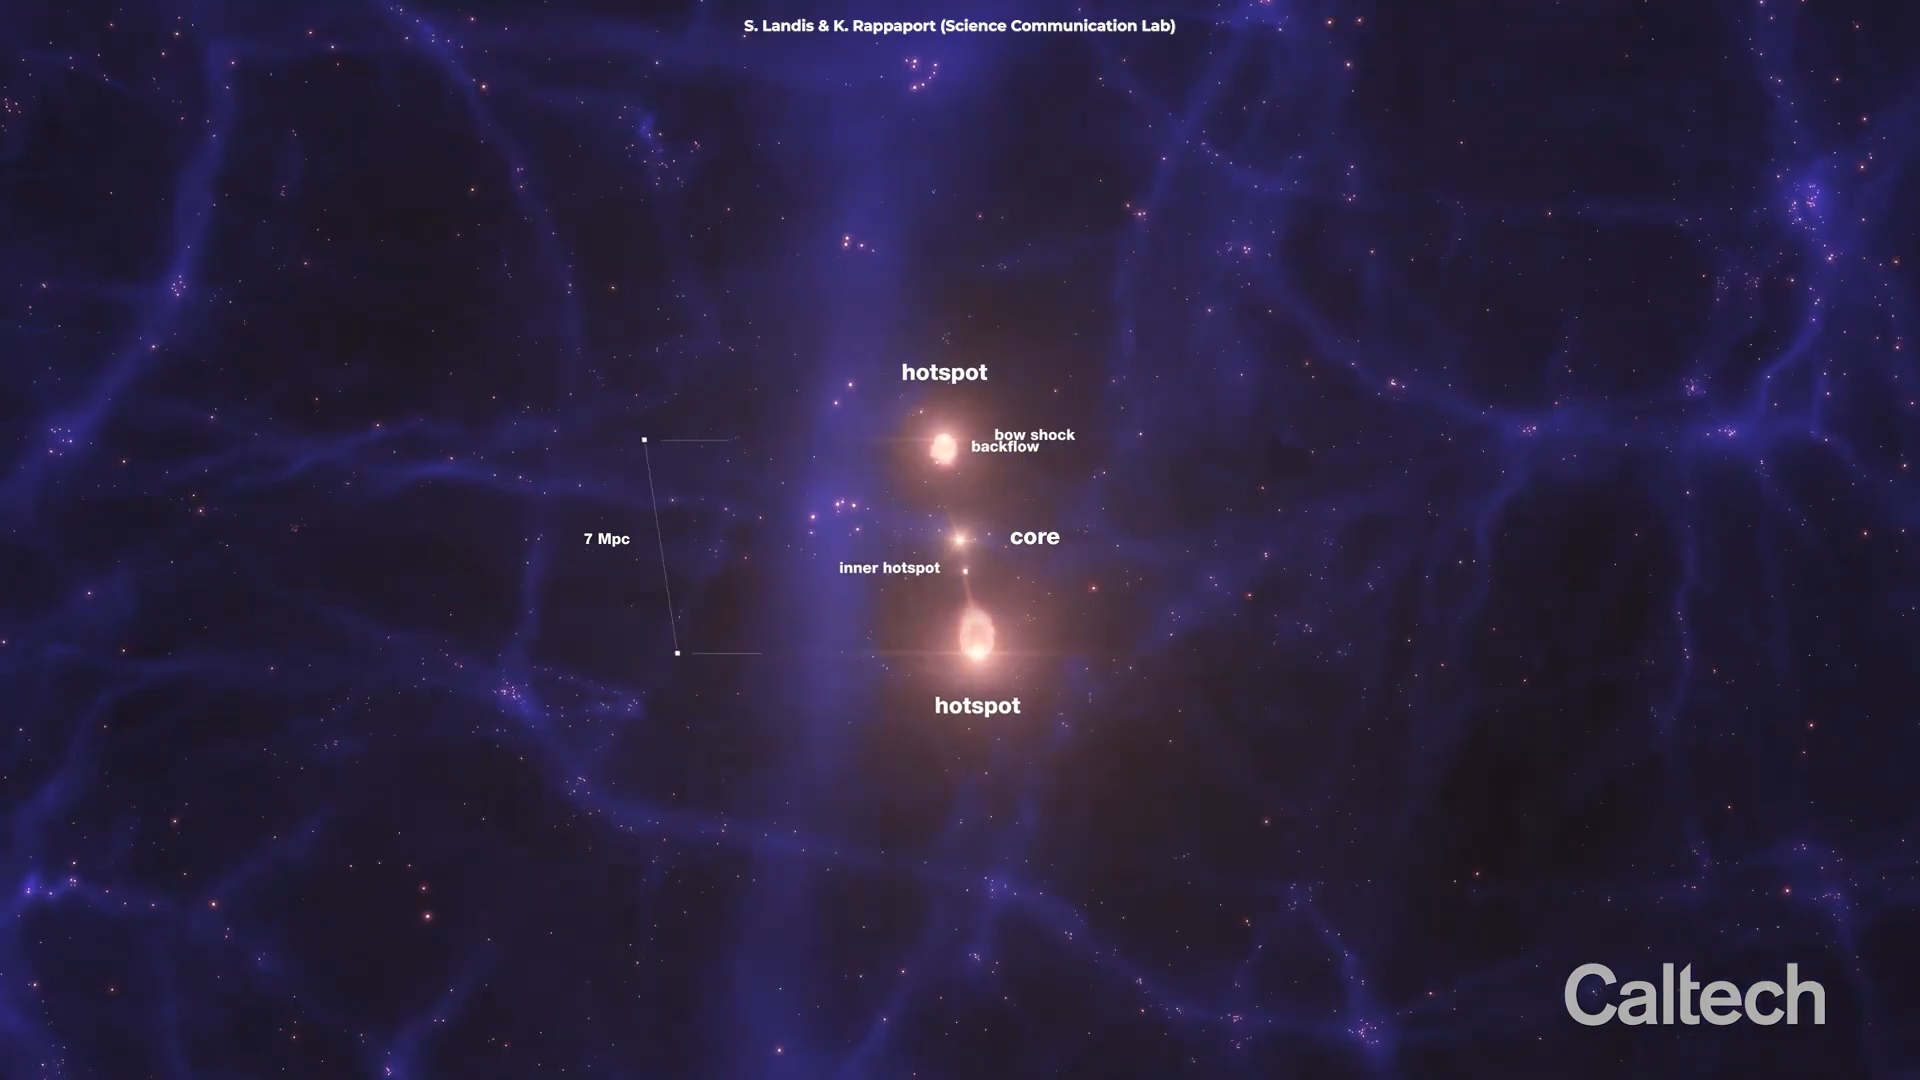 S. Landis & K. Rappaport (Science Communication Lab)
hotspot
bow shock
backflow
core
7 Mpc
inner hotspot
hotspot
Caltech